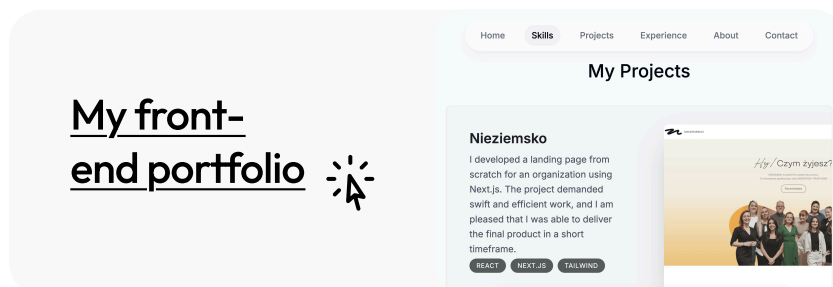 My front-
end portfolio
Home Skills Projects Experience About Contact
My Projects
Nieziemsko
I developed a landing page from
scratch for an organization using
Next.js. The project demanded
swift and efficient work, and I am
pleased that I was able to deliver
the final product in a short
timeframe.
REACT NEXT.JS TAILWIND
Hej/ Czym żyjesz?